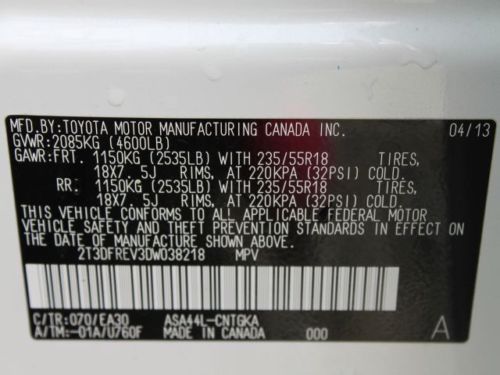 MFD.BY:TOYOTA MOTOR MANUFACTURING CANADA INC. 04/13
GVWR:2085KG (4600LB)
GAWR:FRT. 1150KG (2535LB) WITH 235/55R18 TIRES,
18X7.5J RIMS, AT 220KPA (32PSI) COLD.
RR: 1150KG (2535LB) WITH 235/55R18 TIRES,
18X7.5J RIMS, AT 220KPA (32PSI) COLD.
THIS VEHICLE CONFORMS TO ALL APPLICABLE FEDERAL MOTOR
VEHICLE SAFETY AND THEFT PREVENTION STANDARDS IN EFFECT
ON THE DATE OF MANUFACTURE SHOWN ABOVE.
2T3DFREV3DW038218 MPV
C/TR:070/EA30 ASA44L-CNTGKA
A/TM:-01A/U760F MADE IN CANADA 000 A